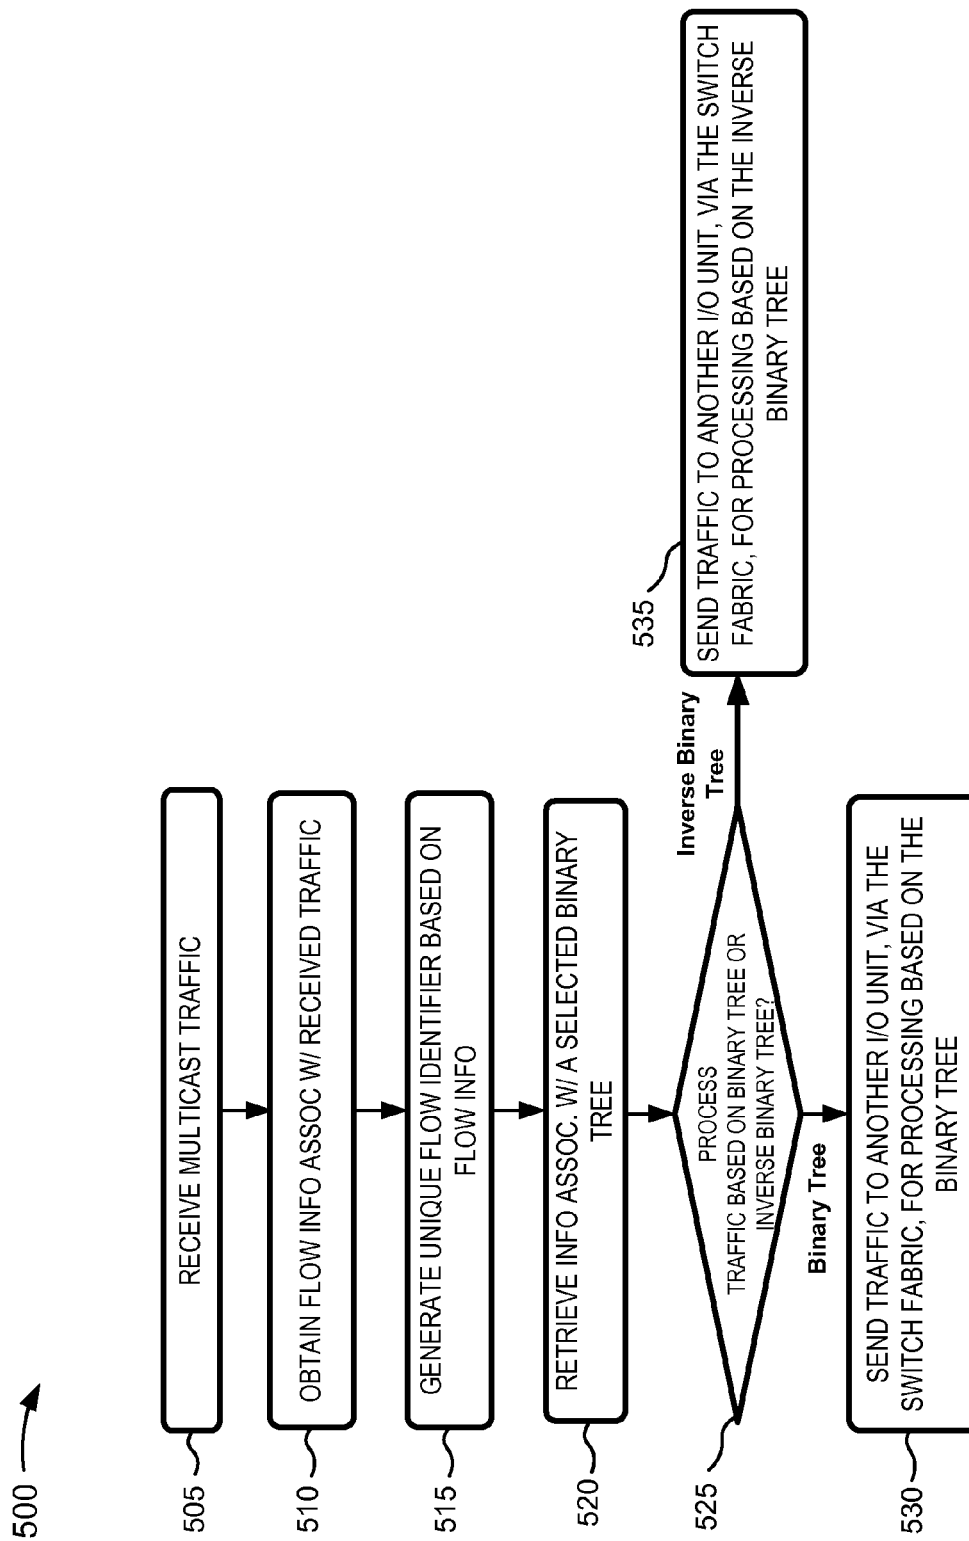 500
505
RECEIVE MULTICAST TRAFFIC
510
OBTAIN FLOW INFO ASSOC W/ RECEIVED TRAFFIC
515
GENERATE UNIQUE FLOW IDENTIFIER BASED ON
FLOW INFO
520
RETRIEVE INFO ASSOC. W/ A SELECTED BINARY
TREE
525
PROCESS
TRAFFIC BASED ON BINARY TREE OR
INVERSE BINARY TREE?
Inverse Binary
Tree
535
SEND TRAFFIC TO ANOTHER I/O UNIT, VIA THE SWITCH
FABRIC, FOR PROCESSING BASED ON THE INVERSE
BINARY TREE
Binary Tree
530
SEND TRAFFIC TO ANOTHER I/O UNIT, VIA THE
SWITCH FABRIC, FOR PROCESSING BASED ON THE
BINARY TREE